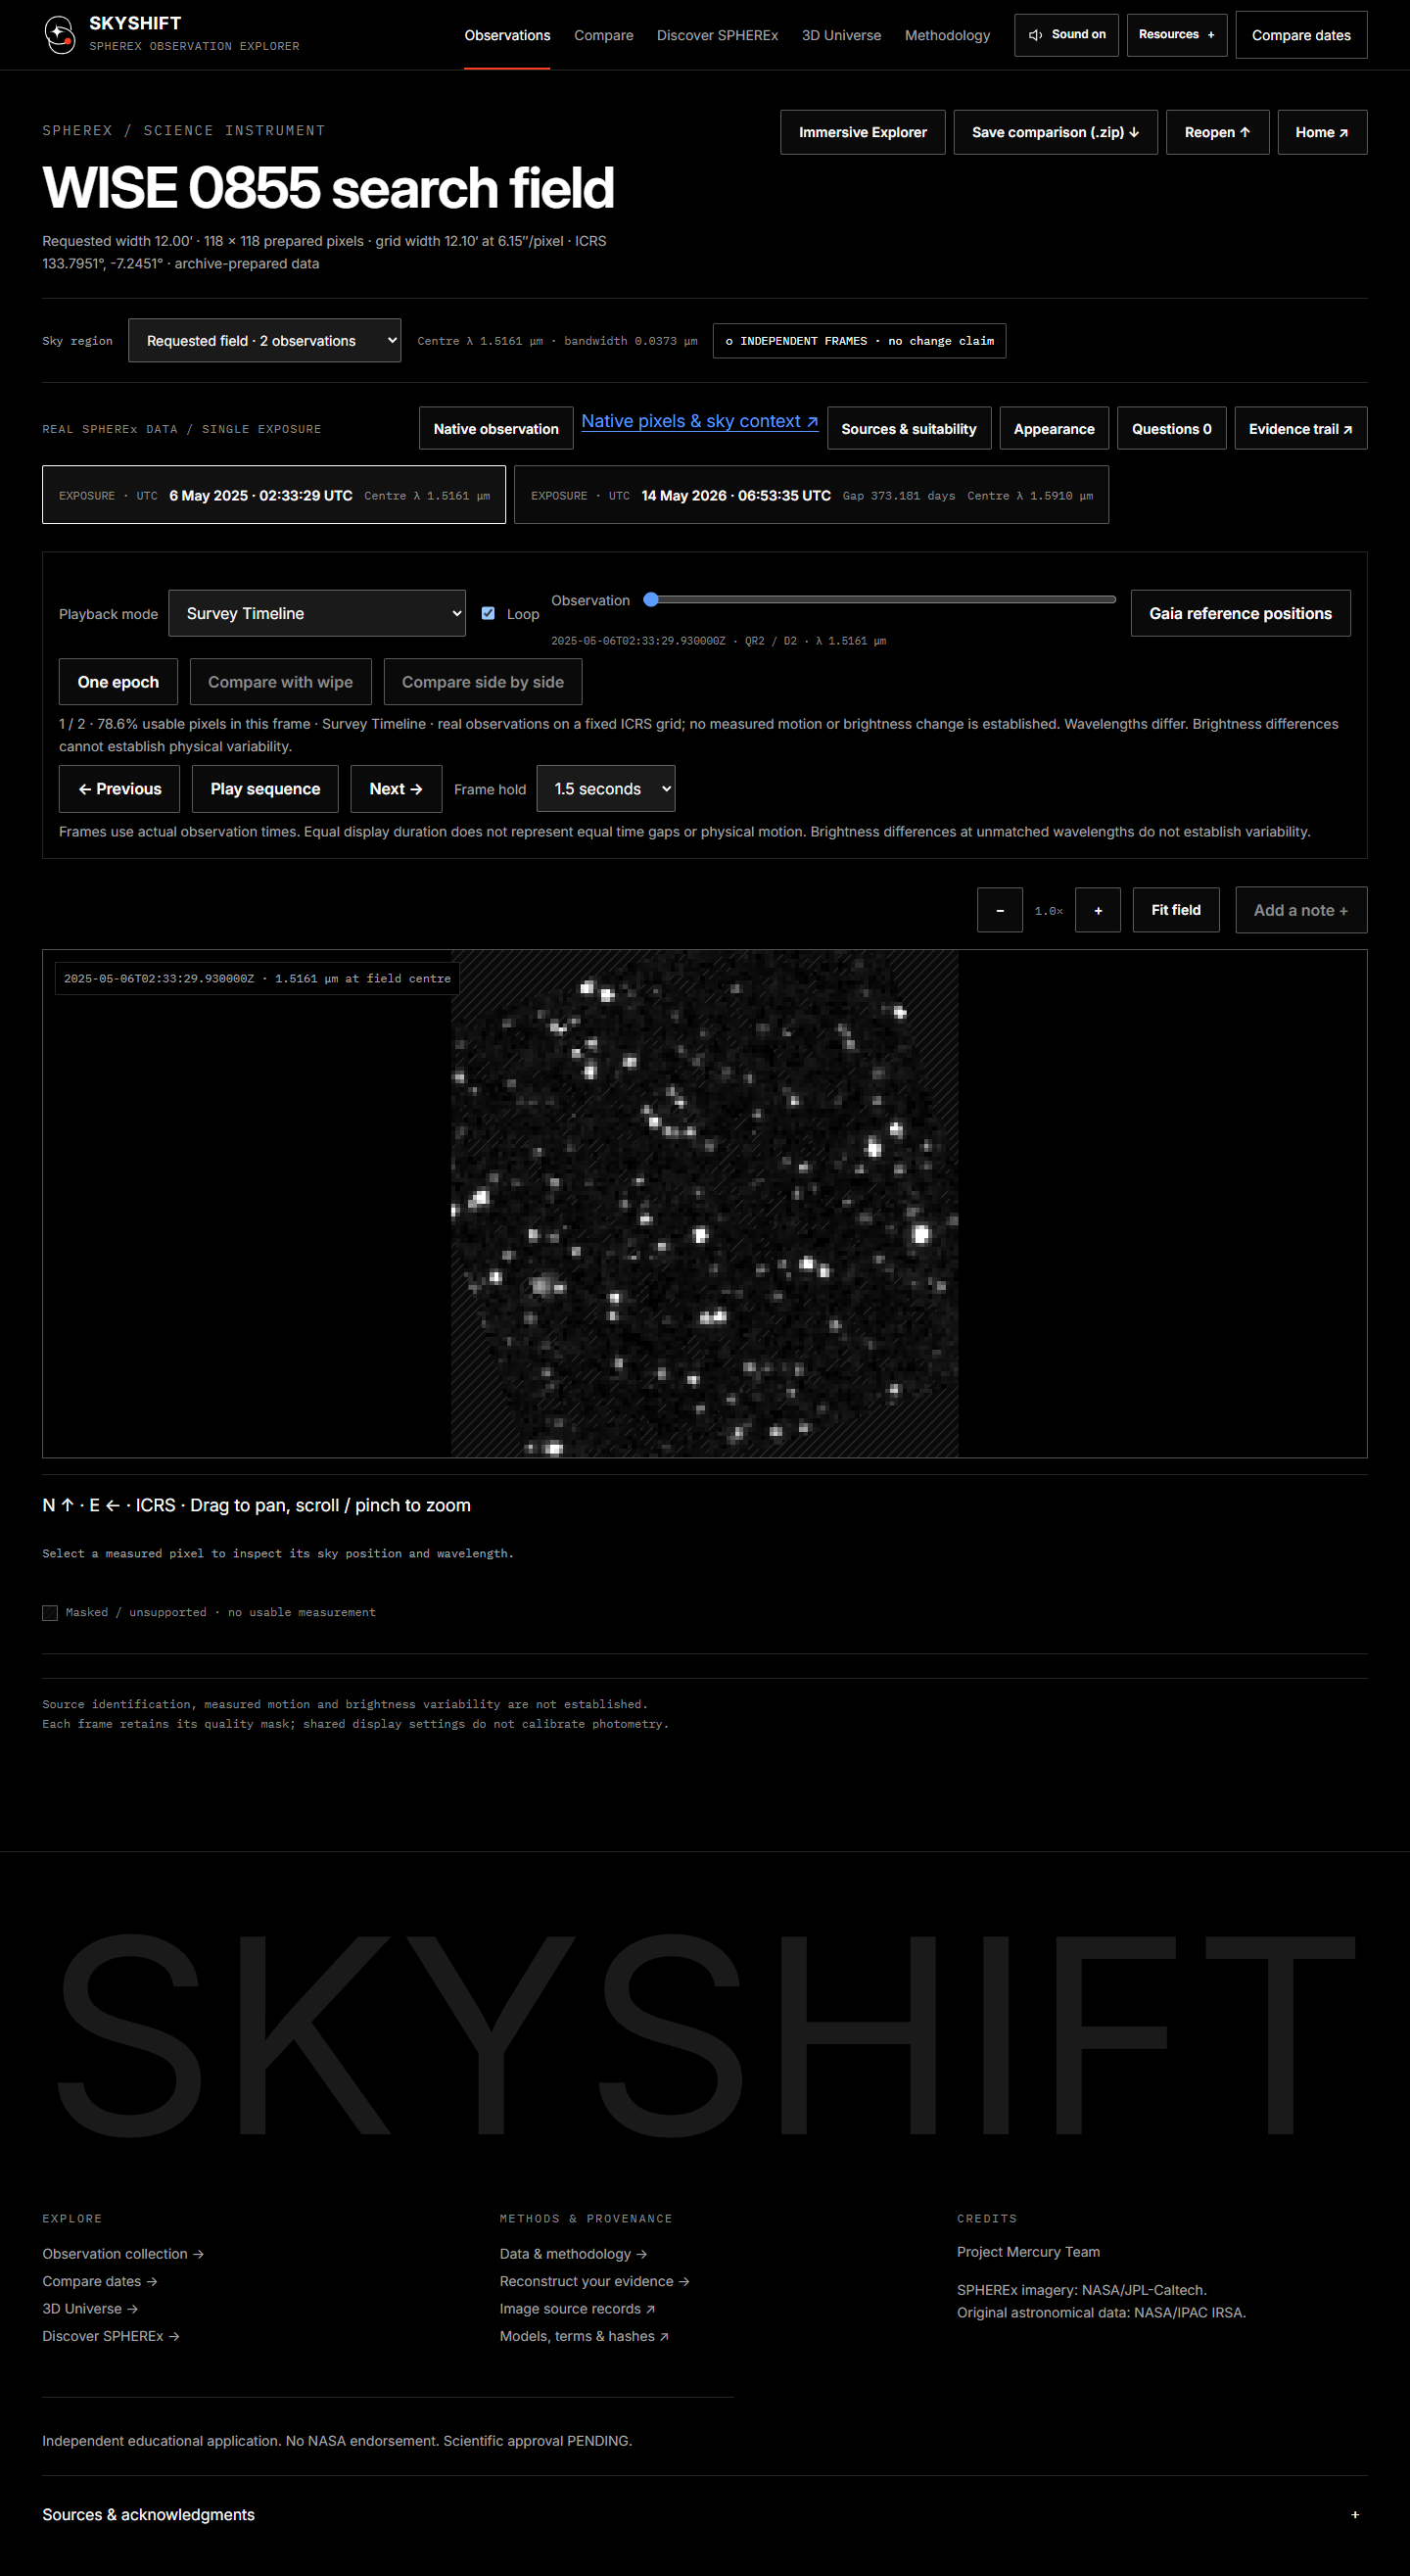 SKYSHIFT
SPHEREX OBSERVATION EXPLORER
Observations
Compare
Discover SPHEREx
3D Universe
Methodology
Sound on
Resources +
Compare dates
SPHEREX / SCIENCE INSTRUMENT
Immersive Explorer
Save comparison (.zip) ↓
Reopen ↑
Home ↗
WISE 0855 search field
Requested width 12.00′ · 118 × 118 prepared pixels · grid width 12.10′ at 6.15″/pixel · ICRS
133.7951°, -7.2451° · archive-prepared data
Sky region
Requested field · 2 observations
Centre λ 1.5161 µm · bandwidth 0.0373 µm
o INDEPENDENT FRAMES · no change claim
REAL SPHEREx DATA / SINGLE EXPOSURE
Native observation
Native pixels & sky context ↗
Sources & suitability
Appearance
Questions 0
Evidence trail ↗
EXPOSURE · UTC 6 May 2025 · 02:33:29 UTC Centre λ 1.5161 µm
EXPOSURE · UTC 14 May 2026 · 06:53:35 UTC Gap 373.181 days Centre λ 1.5910 µm
Playback mode
Survey Timeline
Loop
Observation
2025-05-06T02:33:29.930000Z · QR2 / D2 · λ 1.5161 µm
Gaia reference positions
One epoch
Compare with wipe
Compare side by side
1 / 2 · 78.6% usable pixels in this frame · Survey Timeline · real observations on a fixed ICRS grid; no measured motion or brightness change is established. Wavelengths differ. Brightness differences
cannot establish physical variability.
← Previous
Play sequence
Next →
Frame hold
1.5 seconds
Frames use actual observation times. Equal display duration does not represent equal time gaps or physical motion. Brightness differences at unmatched wavelengths do not establish variability.
−
1.0×
+
Fit field
Add a note +
2025-05-06T02:33:29.930000Z · 1.5161 µm at field centre
N ↑ · E ← · ICRS · Drag to pan, scroll / pinch to zoom
Select a measured pixel to inspect its sky position and wavelength.
Masked / unsupported · no usable measurement
Source identification, measured motion and brightness variability are not established.
Each frame retains its quality mask; shared display settings do not calibrate photometry.
SKYSHIFT
EXPLORE
Observation collection →
Compare dates →
3D Universe →
Discover SPHEREx →
METHODS & PROVENANCE
Data & methodology →
Reconstruct your evidence →
Image source records ↗
Models, terms & hashes ↗
CREDITS
Project Mercury Team
SPHEREx imagery: NASA/JPL-Caltech.
Original astronomical data: NASA/IPAC IRSA.
Independent educational application. No NASA endorsement. Scientific approval PENDING.
Sources & acknowledgments +